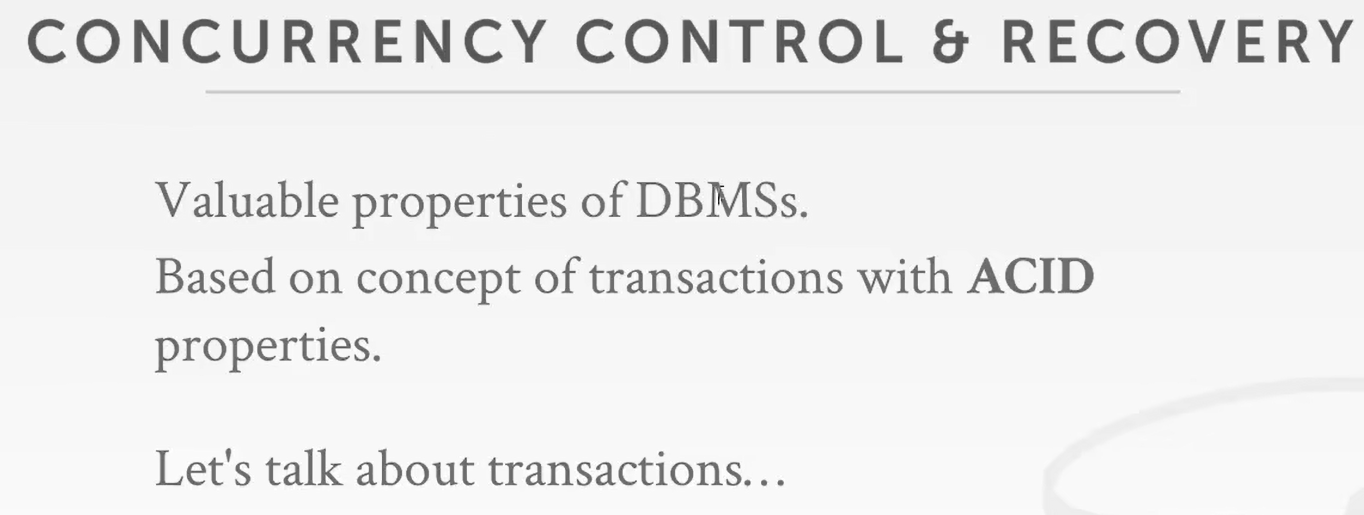 CONCURRENCY CONTROL & RECOVERY
Valuable properties of DBMSs.
Based on concept of transactions with ACID
properties.
Let's talk about transactions…